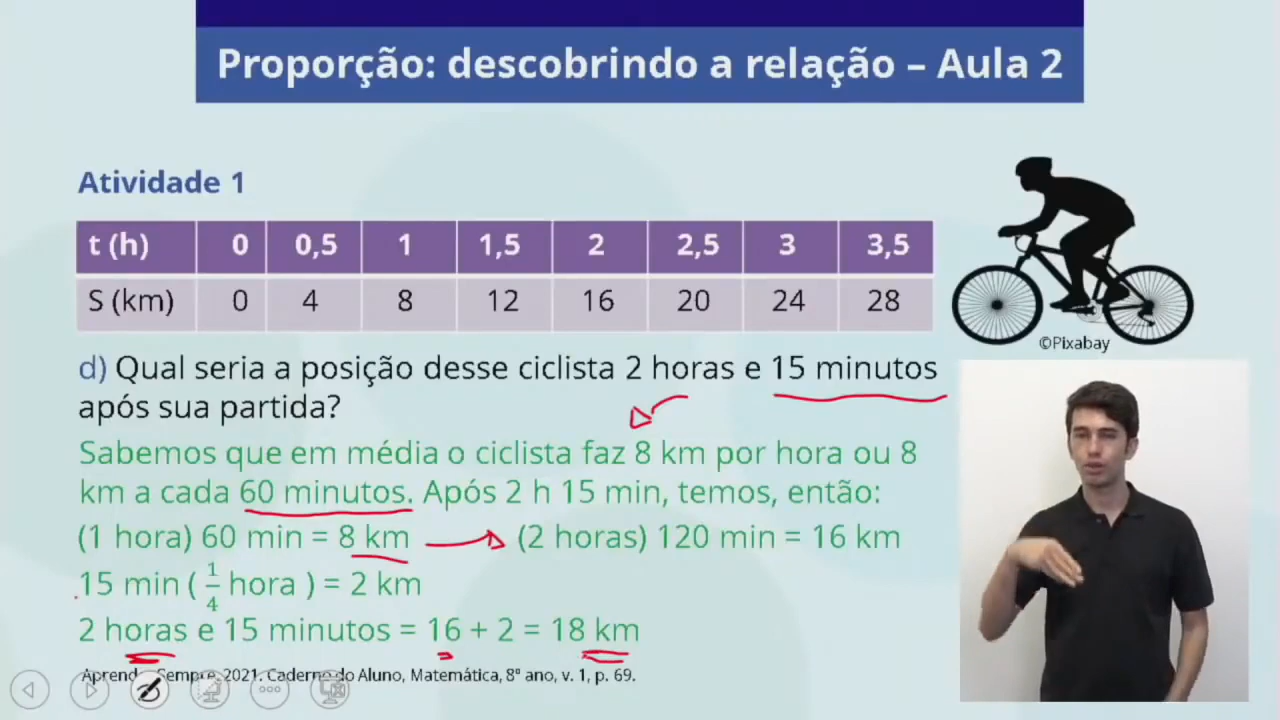 Proporção: descobrindo a relação – Aula 2
Atividade 1
t (h) 0 0,5 1 1,5 2 2,5 3 3,5
S (km) 0 4 8 12 16 20 24 28
©Pixabay
d) Qual seria a posição desse ciclista 2 horas e 15 minutos
após sua partida?
Sabemos que em média o ciclista faz 8 km por hora ou 8
km a cada 60 minutos. Após 2 h 15 min, temos, então:
(1 hora) 60 min = 8 km (2 horas) 120 min = 16 km
15 min ( 1/4 hora ) = 2 km
2 horas e 15 minutos = 16 + 2 = 18 km
Aprender Sempre, 2021. Caderno do Aluno, Matemática, 8º ano, v. 1, p. 69.